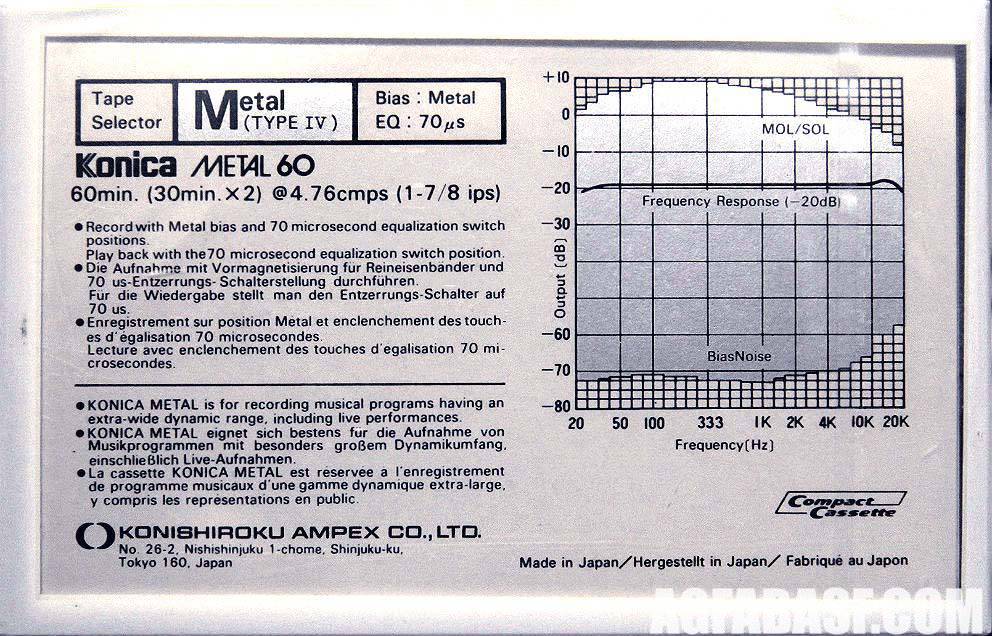 Tape
Selector
Metal
(TYPE IV)
Bias : Metal
EQ : 70μs
Konica METAL 60
60min. (30min.×2) @4.76cmps (1-7/8 ips)
●Record with Metal bias and 70 microsecond equalization switch
positions.
Play back with the 70 microsecond equalization switch position.
●Die Aufnahme mit Vormagnetisierung für Reineisenbänder und
70 us-Entzerrungs-Schalterstellung durchführen.
Für die Wiedergabe stellt man den Entzerrungs-Schalter auf
70 us.
●Enregistrement sur position Métal et enclenchement des touch-
es d'égalisation 70 microsecondes.
Lecture avec enclenchement des touches d'egalisation 70 mi-
crosecondes.
●KONICA METAL is for recording musical programs having an
extra-wide dynamic range, including live performances.
●KONICA METAL eignet sich bestens für die Aufnahme von
Musikprogrammen mit besonders großem Dynamikumfang,
einschließlich Live-Aufnahmen.
●La cassette KONICA METAL est réservée à l'enregistrement
de programme musicaux d'une gamme dynamique extra-large,
y compris les représentations en public.
KONISHIROKU AMPEX CO., LTD.
No. 26-2, Nishishinjuku 1-chome, Shinjuku-ku,
Tokyo 160, Japan
+10
0
-10
-20
-30
-60
-70
-80
Output (dB)
MOL/SOL
Frequency Response (-20dB)
BiasNoise
20 50 100 333 1K 2K 4K 10K 20K
Frequency(Hz)
Compact
Cassette
Made in Japan/Hergestellt in Japan/ Fabriqué au Japon
AGFABASF.COM